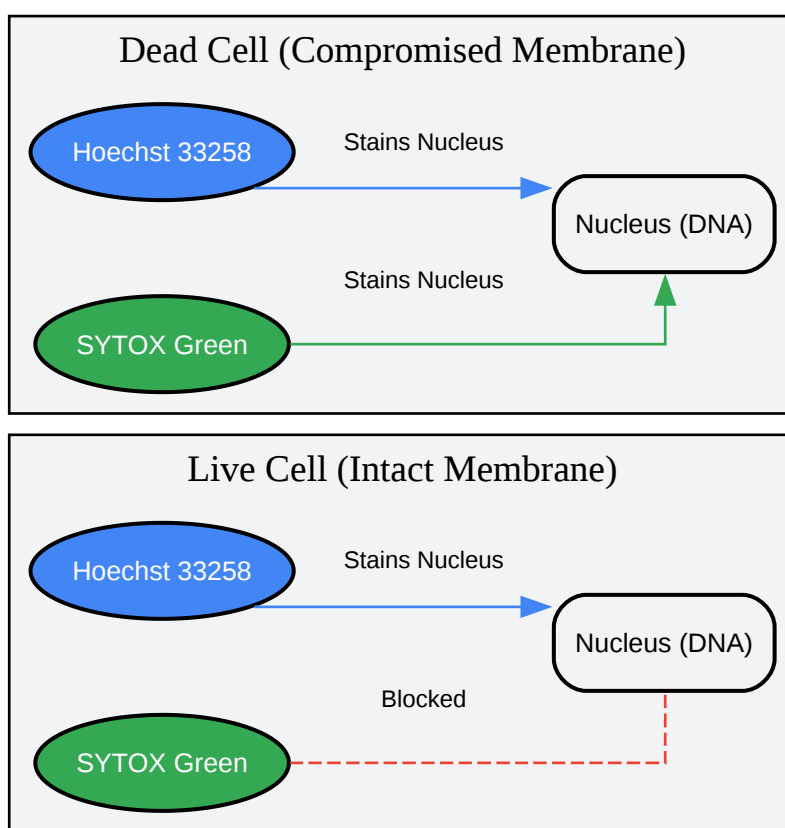 Dead Cell (Compromised Membrane)
Hoechst 33258
Stains Nucleus
Nucleus (DNA)
Stains Nucleus
SYTOX Green
Live Cell (Intact Membrane)
Hoechst 33258
Stains Nucleus
Nucleus (DNA)
Blocked
SYTOX Green